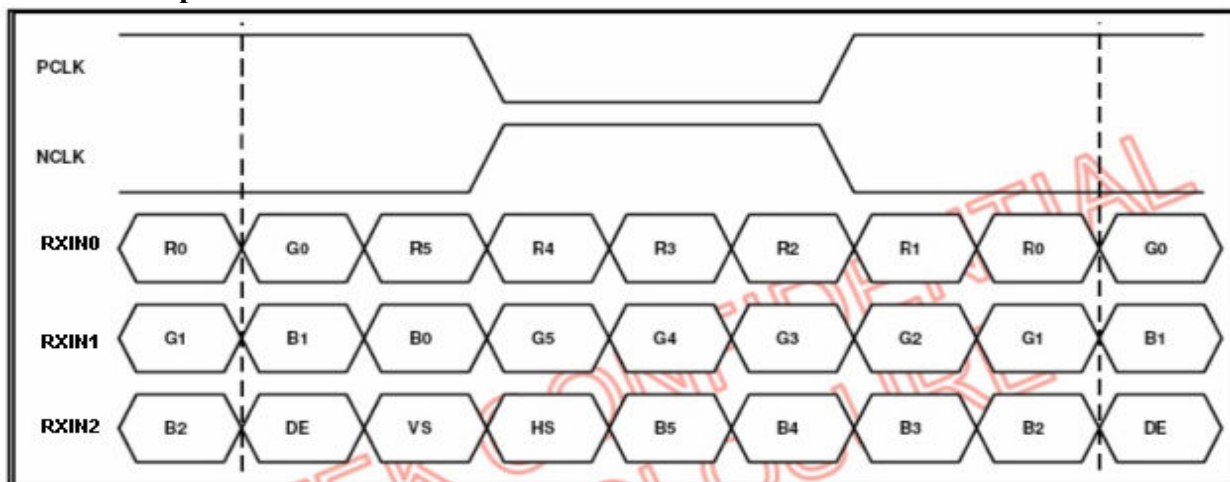 PCLK
NCLK
RXIN0 R0 G0 R5 R4 R3 R2 R1 R0 G0
RXIN1 G1 B1 B0 G5 G4 G3 G2 G1 B1
RXIN2 B2 DE VS HS B5 B4 B3 B2 DE
CONFIDENTIAL